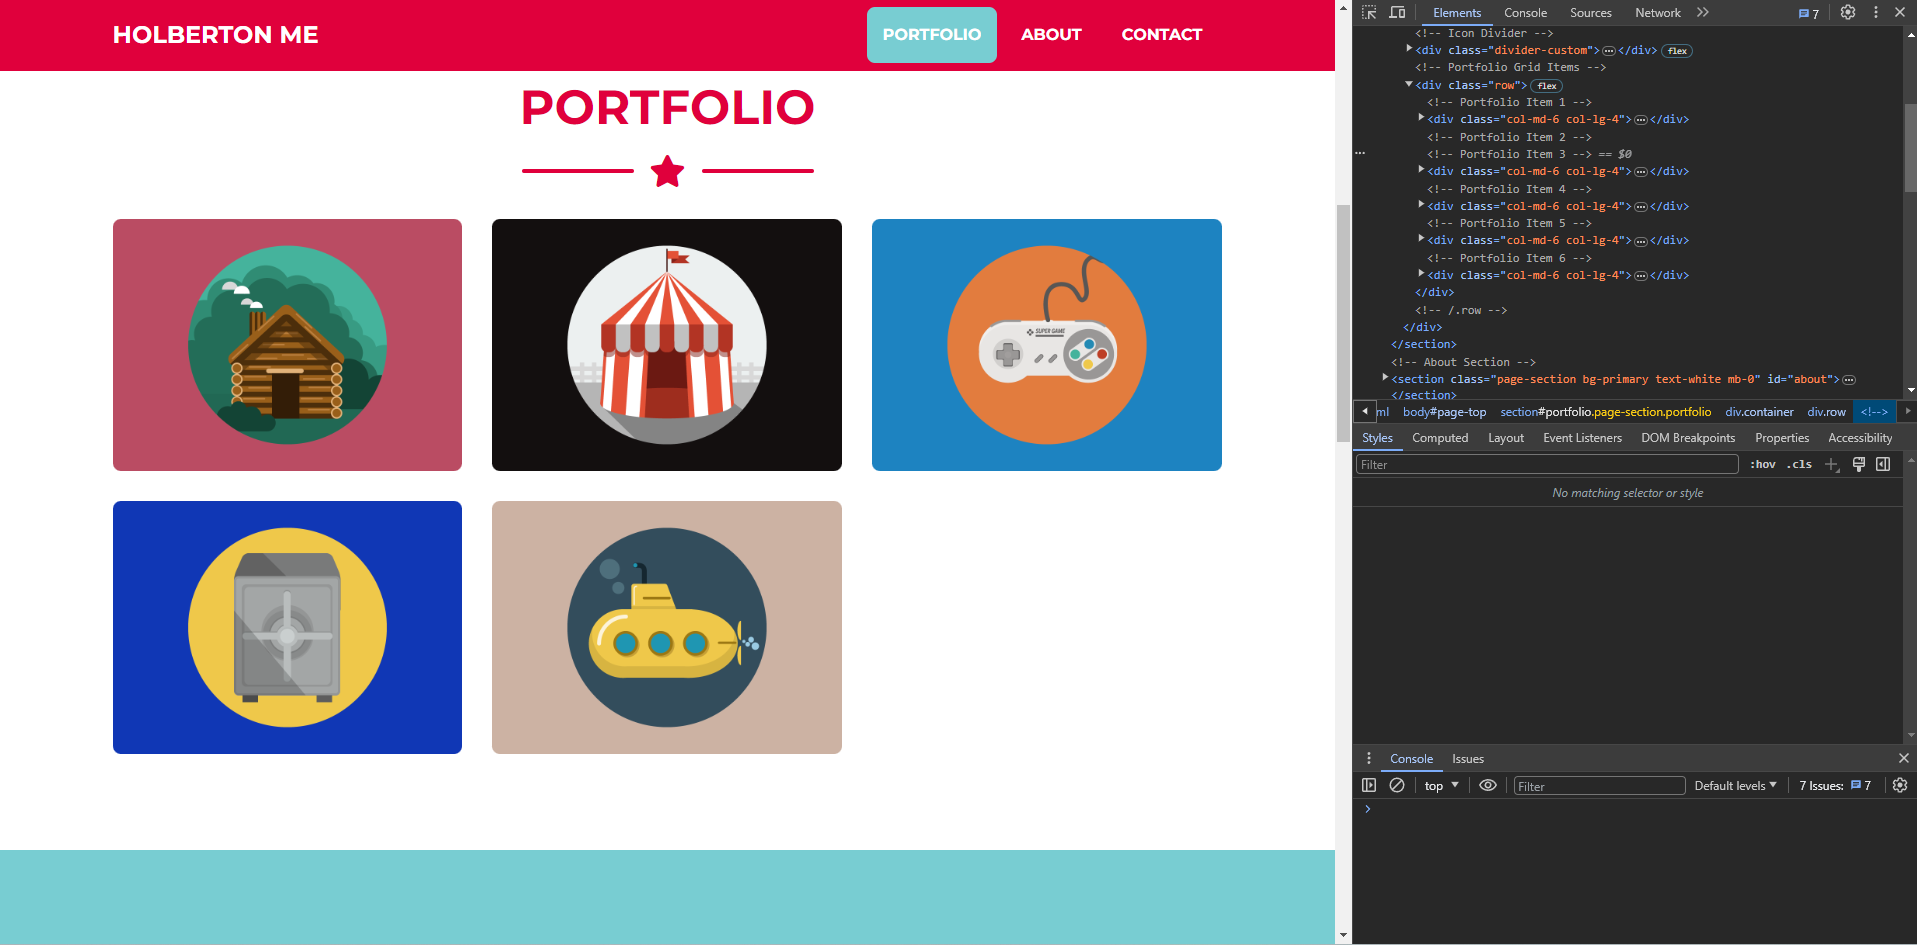 HOLBERTON ME
PORTFOLIO
ABOUT
CONTACT
PORTFOLIO
SUPER GAME
Elements
Console
Sources
Network
7
<!-- Icon Divider -->
<div class="divider-custom">…</div> flex
<!-- Portfolio Grid Items -->
<div class="row"> flex
<!-- Portfolio Item 1 -->
<div class="col-md-6 col-lg-4">…</div>
<!-- Portfolio Item 2 -->
<!-- Portfolio Item 3 --> == $0
<div class="col-md-6 col-lg-4">…</div>
<!-- Portfolio Item 4 -->
<div class="col-md-6 col-lg-4">…</div>
<!-- Portfolio Item 5 -->
<div class="col-md-6 col-lg-4">…</div>
<!-- Portfolio Item 6 -->
<div class="col-md-6 col-lg-4">…</div>
</div>
<!-- /.row -->
</div>
</section>
<!-- About Section -->
<section class="page-section bg-primary text-white mb-0" id="about">…
</section>
ml body#page-top section#portfolio.page-section.portfolio div.container div.row <!-->
Styles Computed Layout Event Listeners DOM Breakpoints Properties Accessibility
Filter :hov .cls
No matching selector or style
Console Issues
top Filter Default levels 7 Issues: 7